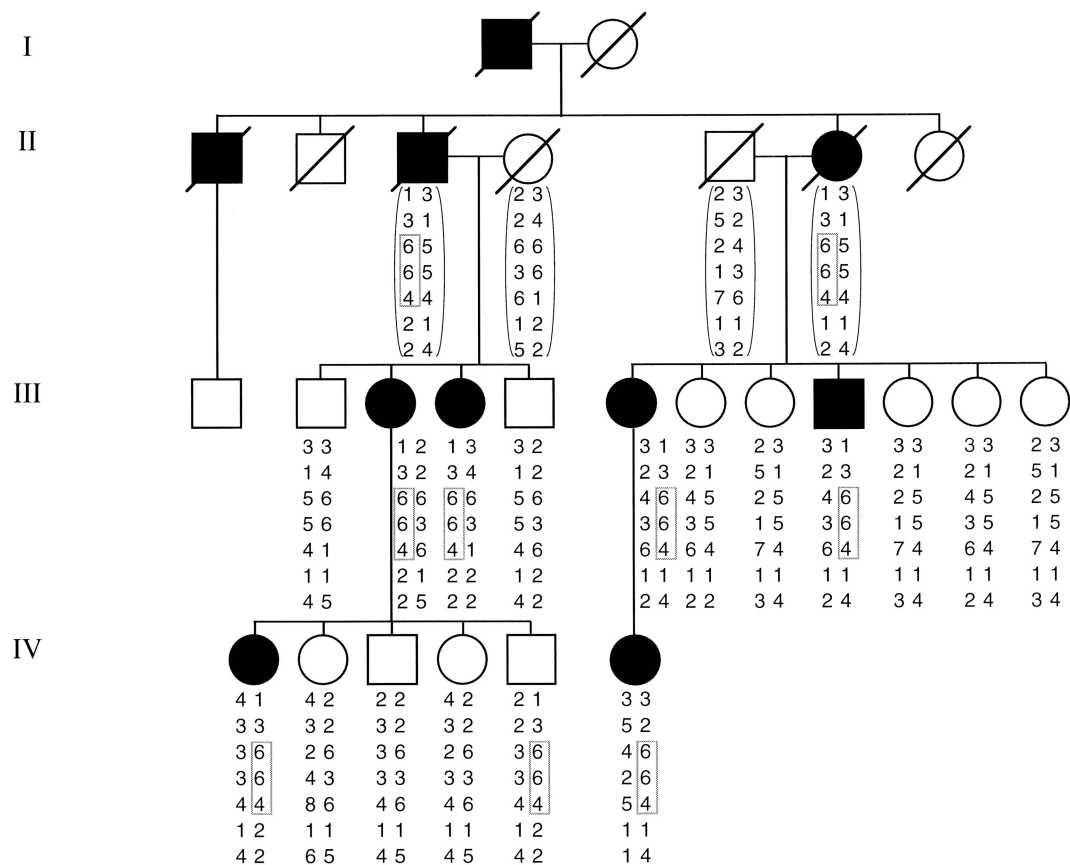 I
II
1 3 2 3 2 3 1 3
3 1 2 4 5 2 3 1
6 5 6 6 2 4 6 5
6 5 3 6 1 3 6 5
4 4 6 1 7 6 4 4
2 1 1 2 1 1 1 1
2 4 5 2 3 2 2 4
III
3 3 1 2 1 3 3 2 3 1 3 3 2 3 3 1 3 3 3 3 2 3
1 4 3 2 3 4 1 2 2 3 2 1 5 1 2 3 2 1 2 1 5 1
5 6 6 6 6 6 5 6 4 6 4 5 2 5 4 6 2 5 4 5 2 5
5 6 6 3 6 3 5 3 3 6 3 5 1 5 3 6 1 5 3 5 1 5
4 1 4 6 4 1 4 6 6 4 6 4 7 4 6 4 7 4 6 4 7 4
1 1 2 1 2 2 1 2 1 1 1 1 1 1 1 1 1 1 1 1 1 1
4 5 2 5 2 2 4 2 2 4 2 2 3 4 2 4 3 4 2 4 3 4
IV
4 1 4 2 2 2 4 2 2 1 3 3
3 3 3 2 3 2 3 2 2 3 5 2
3 6 2 6 3 6 2 6 3 6 4 6
3 6 4 3 3 3 3 3 3 6 2 6
4 4 8 6 4 6 4 6 4 4 5 4
1 2 1 1 1 1 1 1 1 2 1 1
4 2 6 5 4 5 4 5 4 2 1 4